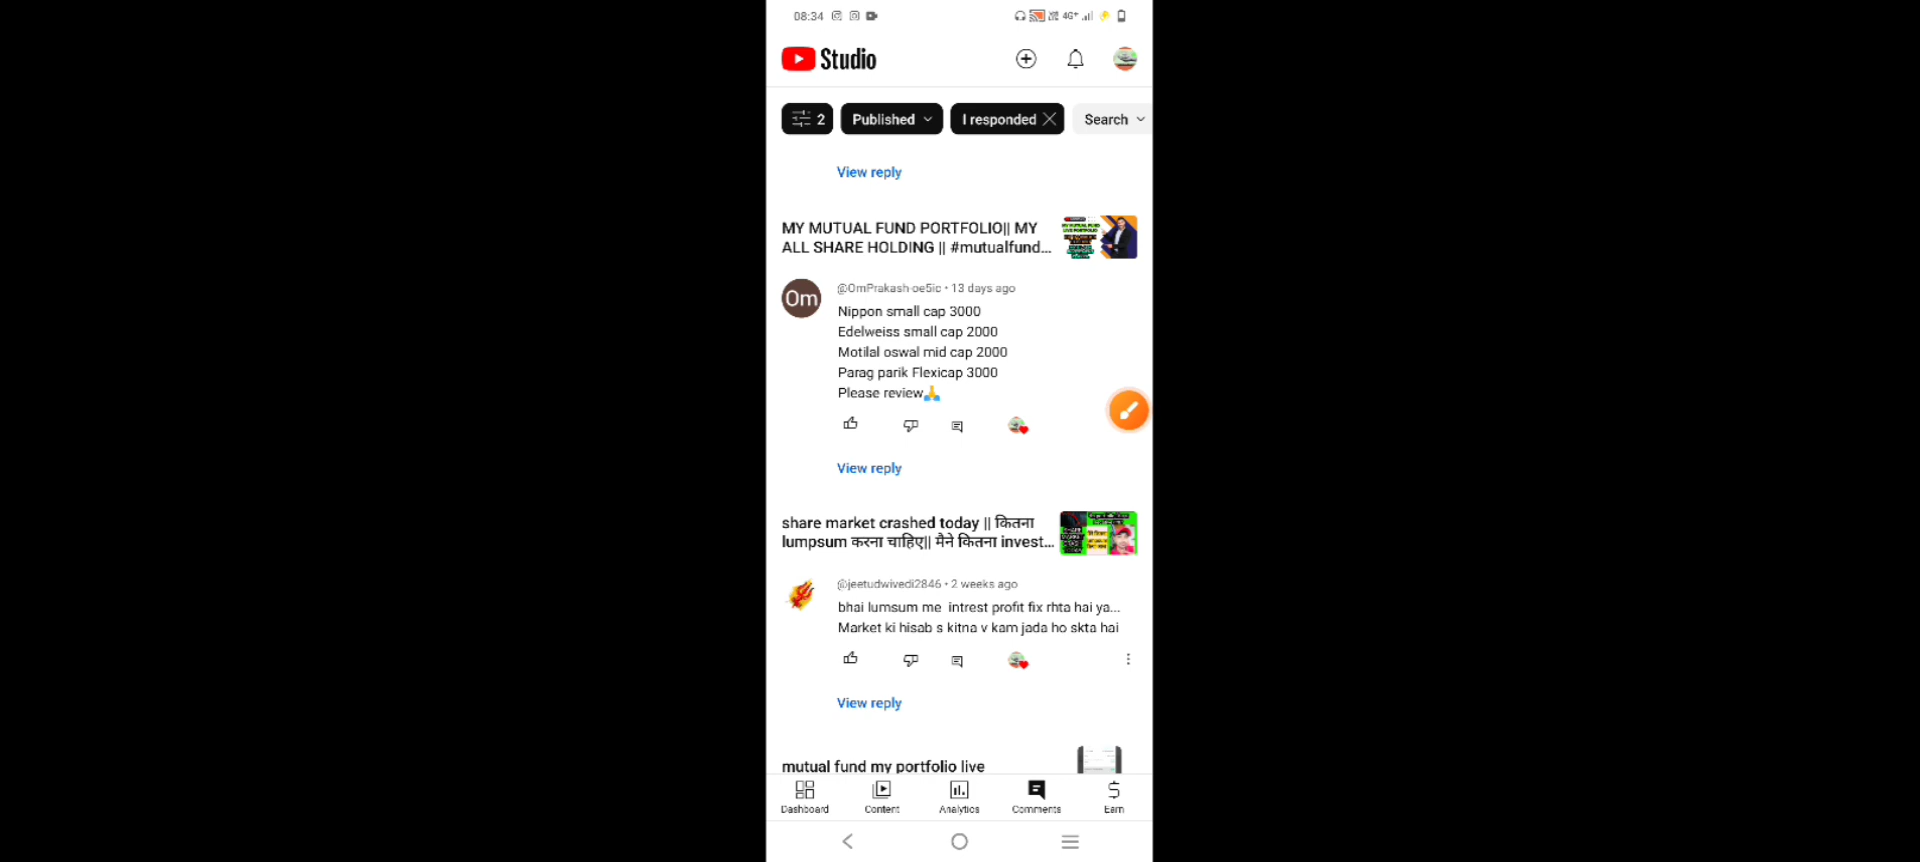 08:34 4G+
Studio
2 Published I responded Search
View reply
MY MUTUAL FUND PORTFOLIO|| MY
ALL SHARE HOLDING || #mutualfund...
Om
@OmPrakash-oe5ic • 13 days ago
Nippon small cap 3000
Edelweiss small cap 2000
Motilal oswal mid cap 2000
Parag parik Flexicap 3000
Please review🙏
View reply
share market crashed today || कितना
lumpsum करना चाहिए|| मैने कितना invest...
@jeetudwivedi2846 • 2 weeks ago
bhai lumsum me intrest profit fix rhta hai ya...
Market ki hisab s kitna v kam jada ho skta hai
View reply
mutual fund my portfolio live
Dashboard Content Analytics Comments Earn